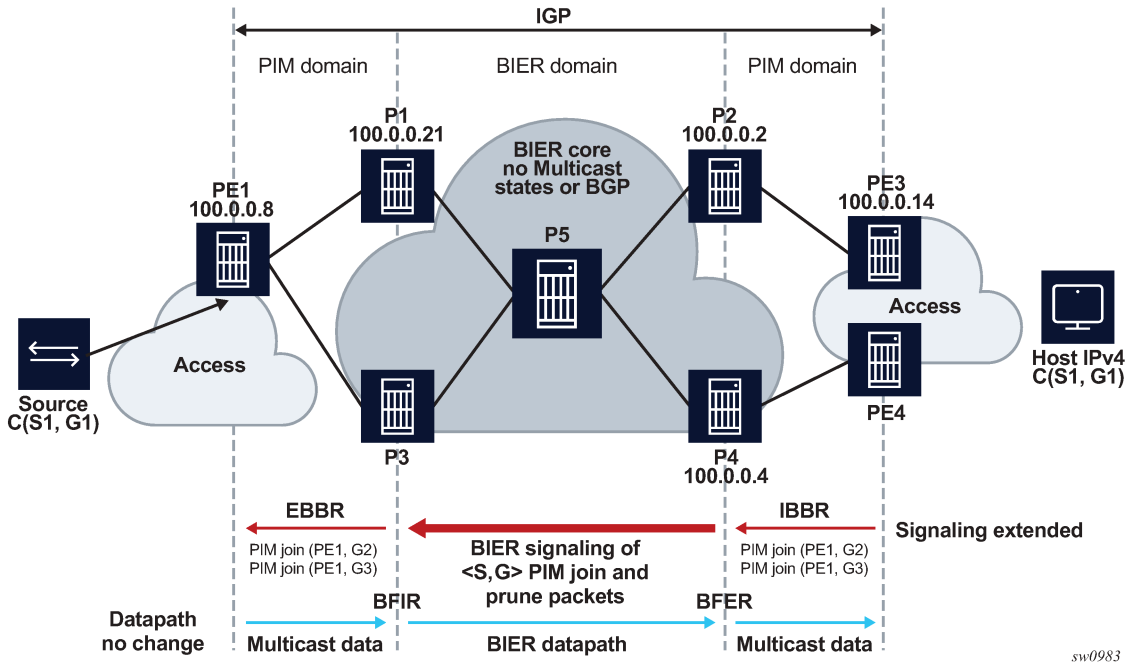 IGP
PIM domain
BIER domain
PIM domain
P1
100.0.0.21
P2
100.0.0.2
BIER core
no Multicast
states or BGP
PE1
100.0.0.8
PE3
100.0.0.14
P5
Access
Access
Source
C(S1, G1)
Host IPv4
C(S1, G1)
P3
P4
100.0.0.4
PE4
EBBR
IBBR
Signaling extended
PIM join (PE1, G2)
PIM join (PE1, G3)
BIER signaling of
<S,G> PIM join and
prune packets
PIM join (PE1, G2)
PIM join (PE1, G3)
BFIR
BFER
Datapath
no change
Multicast data
BIER datapath
Multicast data
sw0983